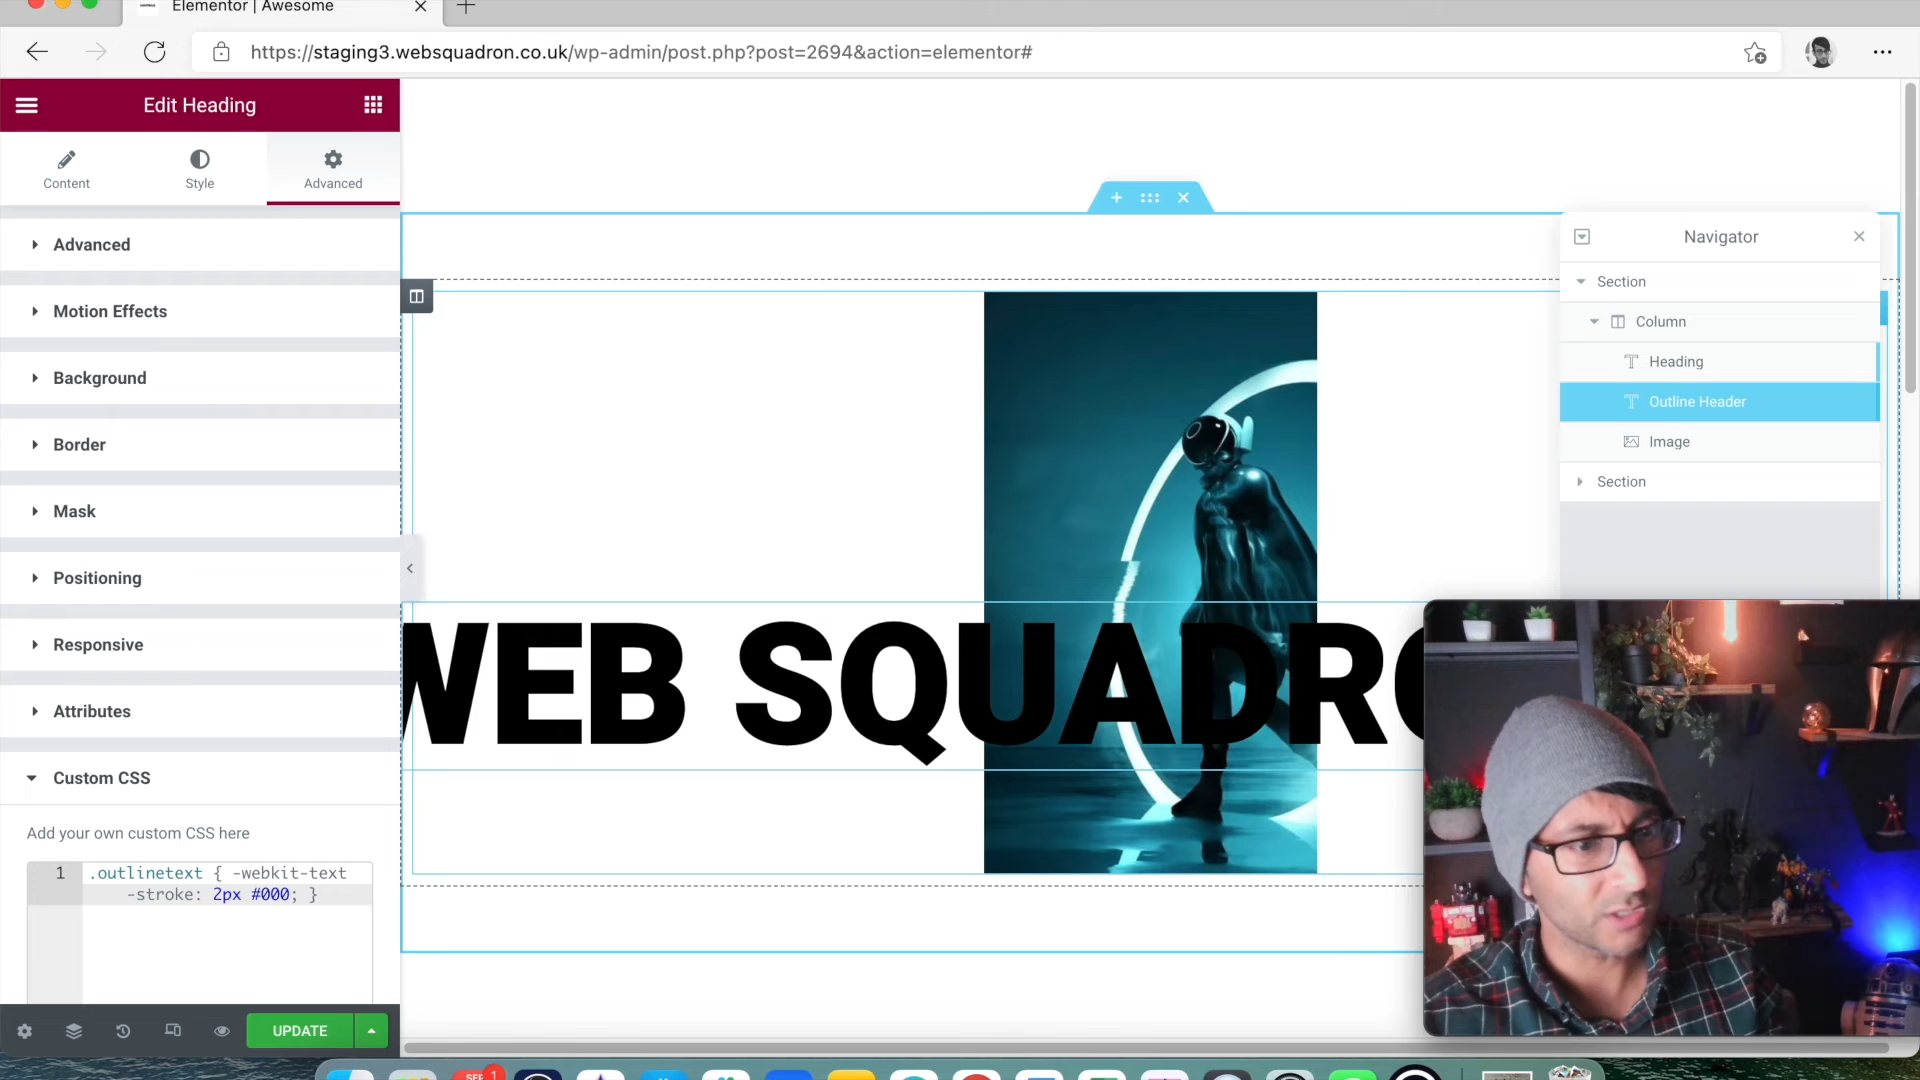 Elementor | Awesome
https://staging3.websquadron.co.uk/wp-admin/post.php?post=2694&action=elementor#
Edit Heading
Content
Style
Advanced
Advanced
Motion Effects
Background
Border
Mask
Positioning
Responsive
Attributes
Custom CSS
Add your own custom CSS here
1
.outlinetext { -webkit-text
-stroke: 2px #000; }
UPDATE
WEB SQUADRO
Navigator
Section
Column
Heading
Outline Header
Image
Section
SEP
1